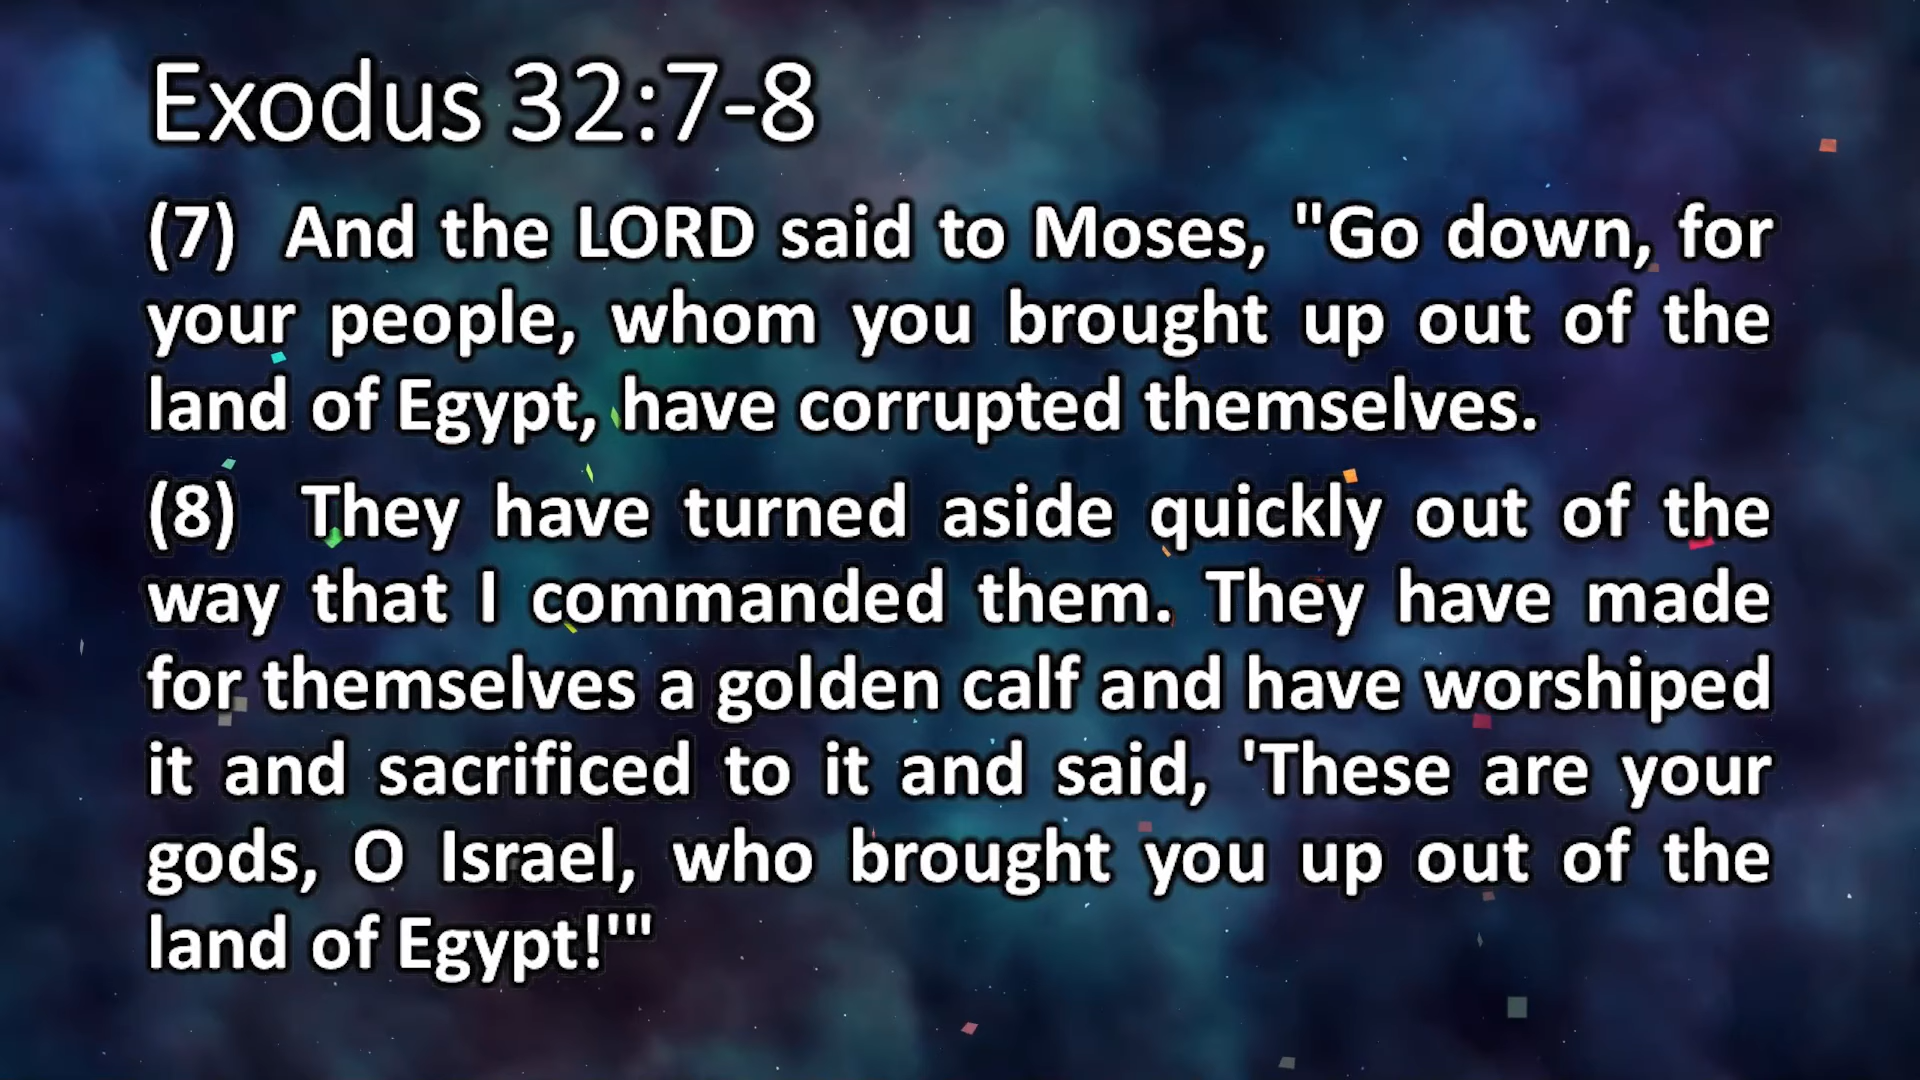 Exodus 32:7-8
(7) And the LORD said to Moses, "Go down, for
your people, whom you brought up out of the
land of Egypt, have corrupted themselves.
(8) They have turned aside quickly out of the
way that I commanded them. They have made
for themselves a golden calf and have worshiped
it and sacrificed to it and said, 'These are your
gods, O Israel, who brought you up out of the
land of Egypt!'"